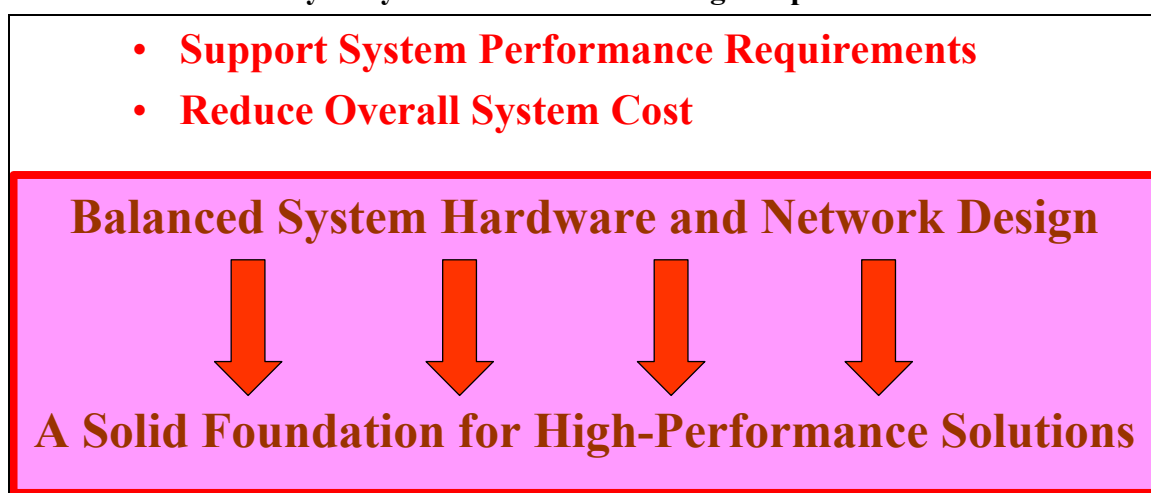 • Support System Performance Requirements
• Reduce Overall System Cost
Balanced System Hardware and Network Design
A Solid Foundation for High-Performance Solutions